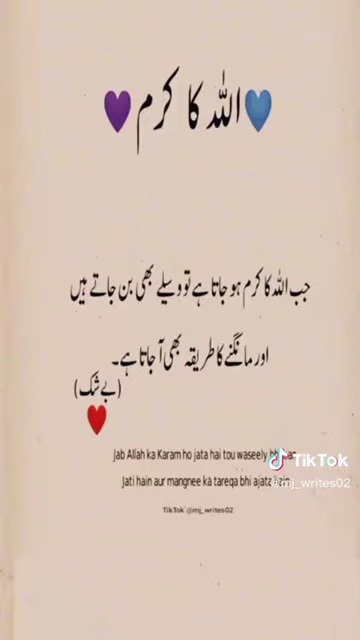 💜 اللہ کا کرم 💙
جب اللہ کا کرم ہو جاتا ہے تو وسیلے بھی بن جاتے ہیں
اور مانگنے کا طریقہ بھی آ جاتا ہے۔
(بے شک)
❤️
Jab Allah ka Karam ho jata hai tou waseely
Jati hain aur mangnee ka tareqa bhi ajata
TikTok @mj_writes02
TikTok
@mj_writes02